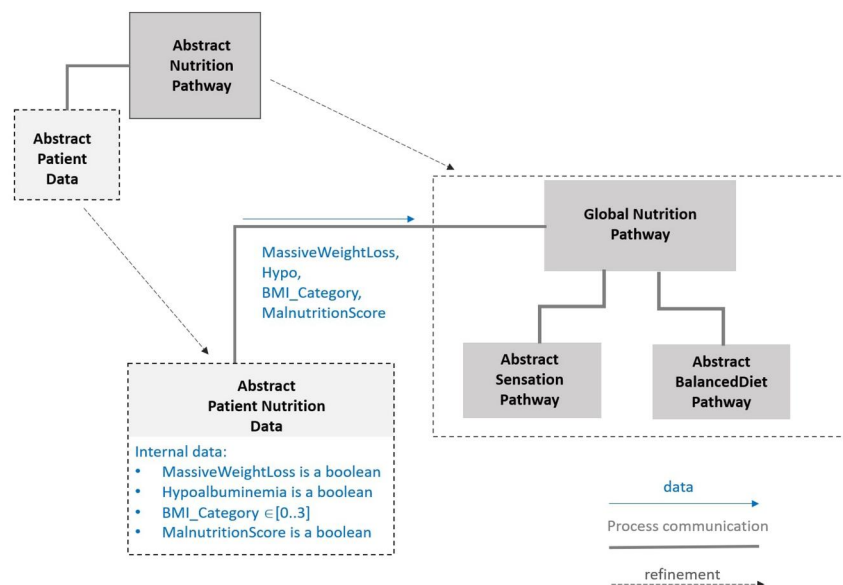 Abstract
Nutrition
Pathway
Abstract
Patient
Data
Global Nutrition
Pathway
MassiveWeightLoss,
Hypo,
BMI_Category,
MalnutritionScore
Abstract
Sensation
Pathway
Abstract
BalancedDiet
Pathway
Abstract
Patient Nutrition
Data
Internal data:
• MassiveWeightLoss is a boolean
• Hypoalbuminemia is a boolean
• BMI_Category ∈[0..3]
• MalnutritionScore is a boolean
data
Process communication
refinement